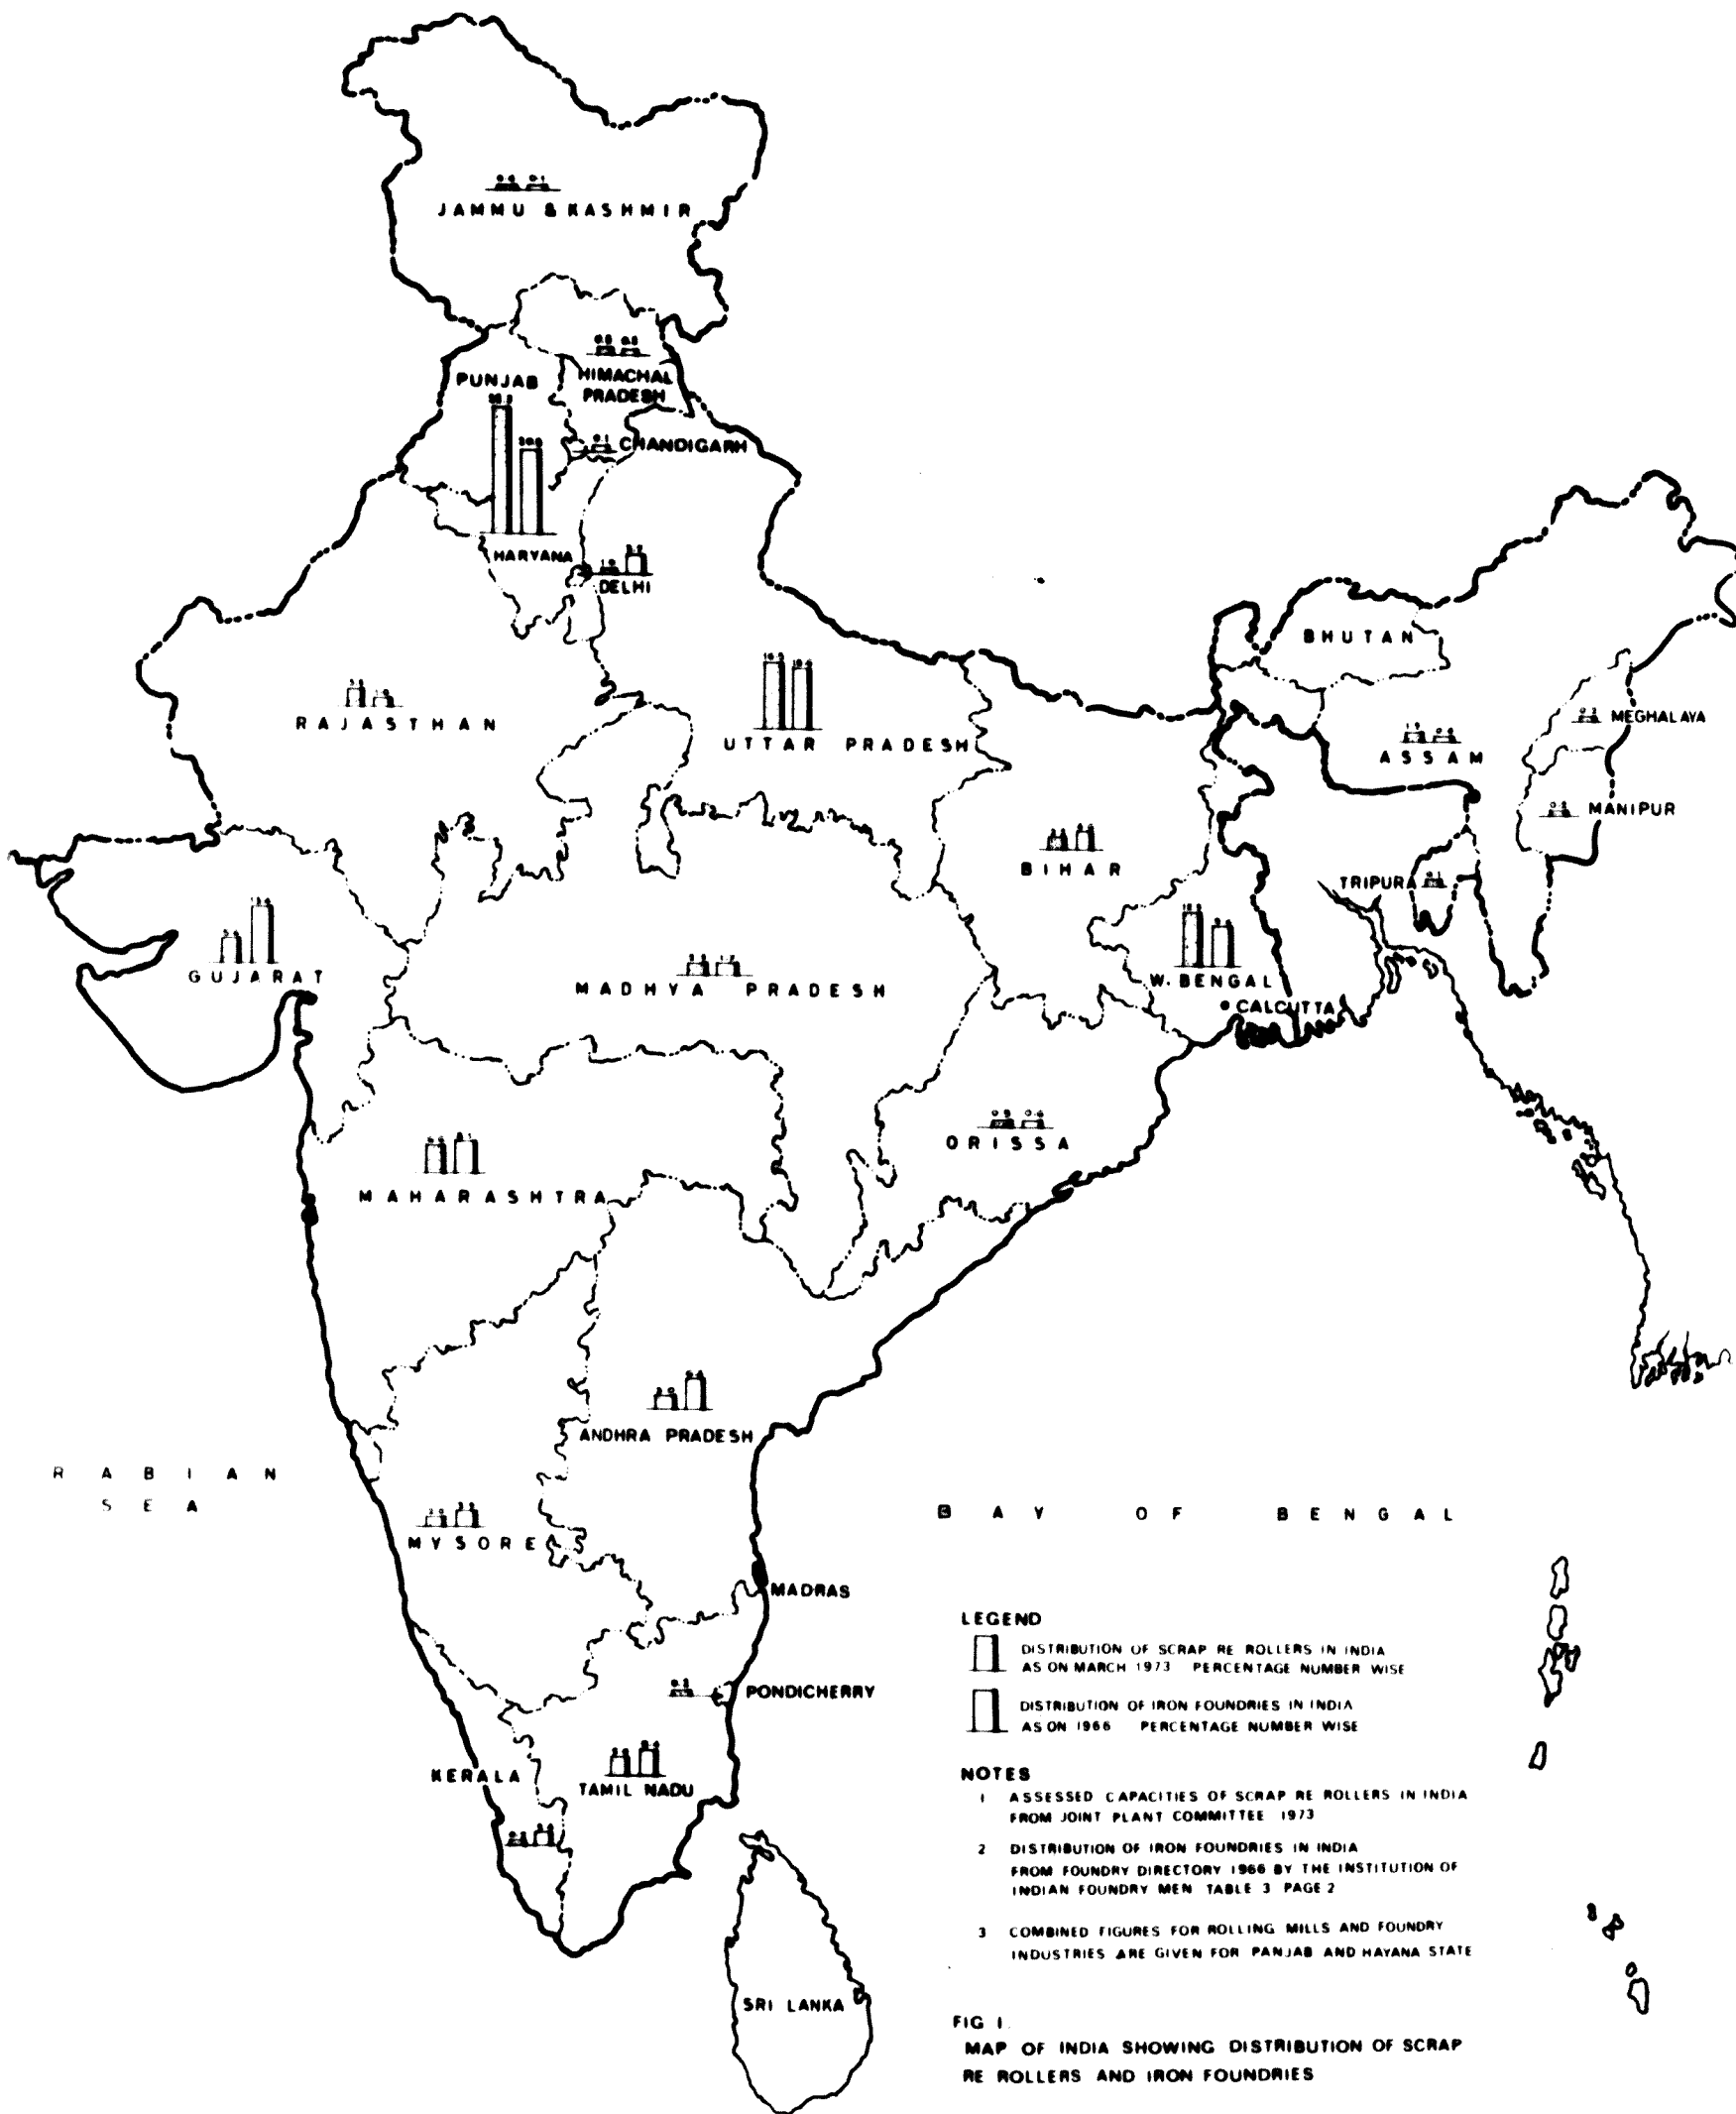 JAMMU & KASHMIR
HIMACHAL
PRADESH
PUNJAB
CHANDIGARH
0.1
HARYANA
DELHI
RAJASTHAN
UTTAR PRADESH
BHUTAN
MEGHALAYA
ASSAM
MANIPUR
BIHAR
TRIPURA
GUJARAT
MADHYA PRADESH
W. BENGAL
CALCUTTA
ORISSA
MAHARASHTRA
ANDHRA PRADESH
RABIAN
SEA
MYSORE
BAY OF BENGAL
MADRAS
PONDICHERRY
KERALA
TAMIL NADU
SRI LANKA
LEGEND
DISTRIBUTION OF SCRAP RE ROLLERS IN INDIA
AS ON MARCH 1973 PERCENTAGE NUMBER WISE
DISTRIBUTION OF IRON FOUNDRIES IN INDIA
AS ON 1966 PERCENTAGE NUMBER WISE
NOTES
1 ASSESSED CAPACITIES OF SCRAP RE ROLLERS IN INDIA
FROM JOINT PLANT COMMITTEE 1973
2 DISTRIBUTION OF IRON FOUNDRIES IN INDIA
FROM FOUNDRY DIRECTORY 1966 BY THE INSTITUTION OF
INDIAN FOUNDRY MEN TABLE 3 PAGE 2
3 COMBINED FIGURES FOR ROLLING MILLS AND FOUNDRY
INDUSTRIES ARE GIVEN FOR PANJAB AND HAYANA STATE
FIG 1.
MAP OF INDIA SHOWING DISTRIBUTION OF SCRAP
RE ROLLERS AND IRON FOUNDRIES